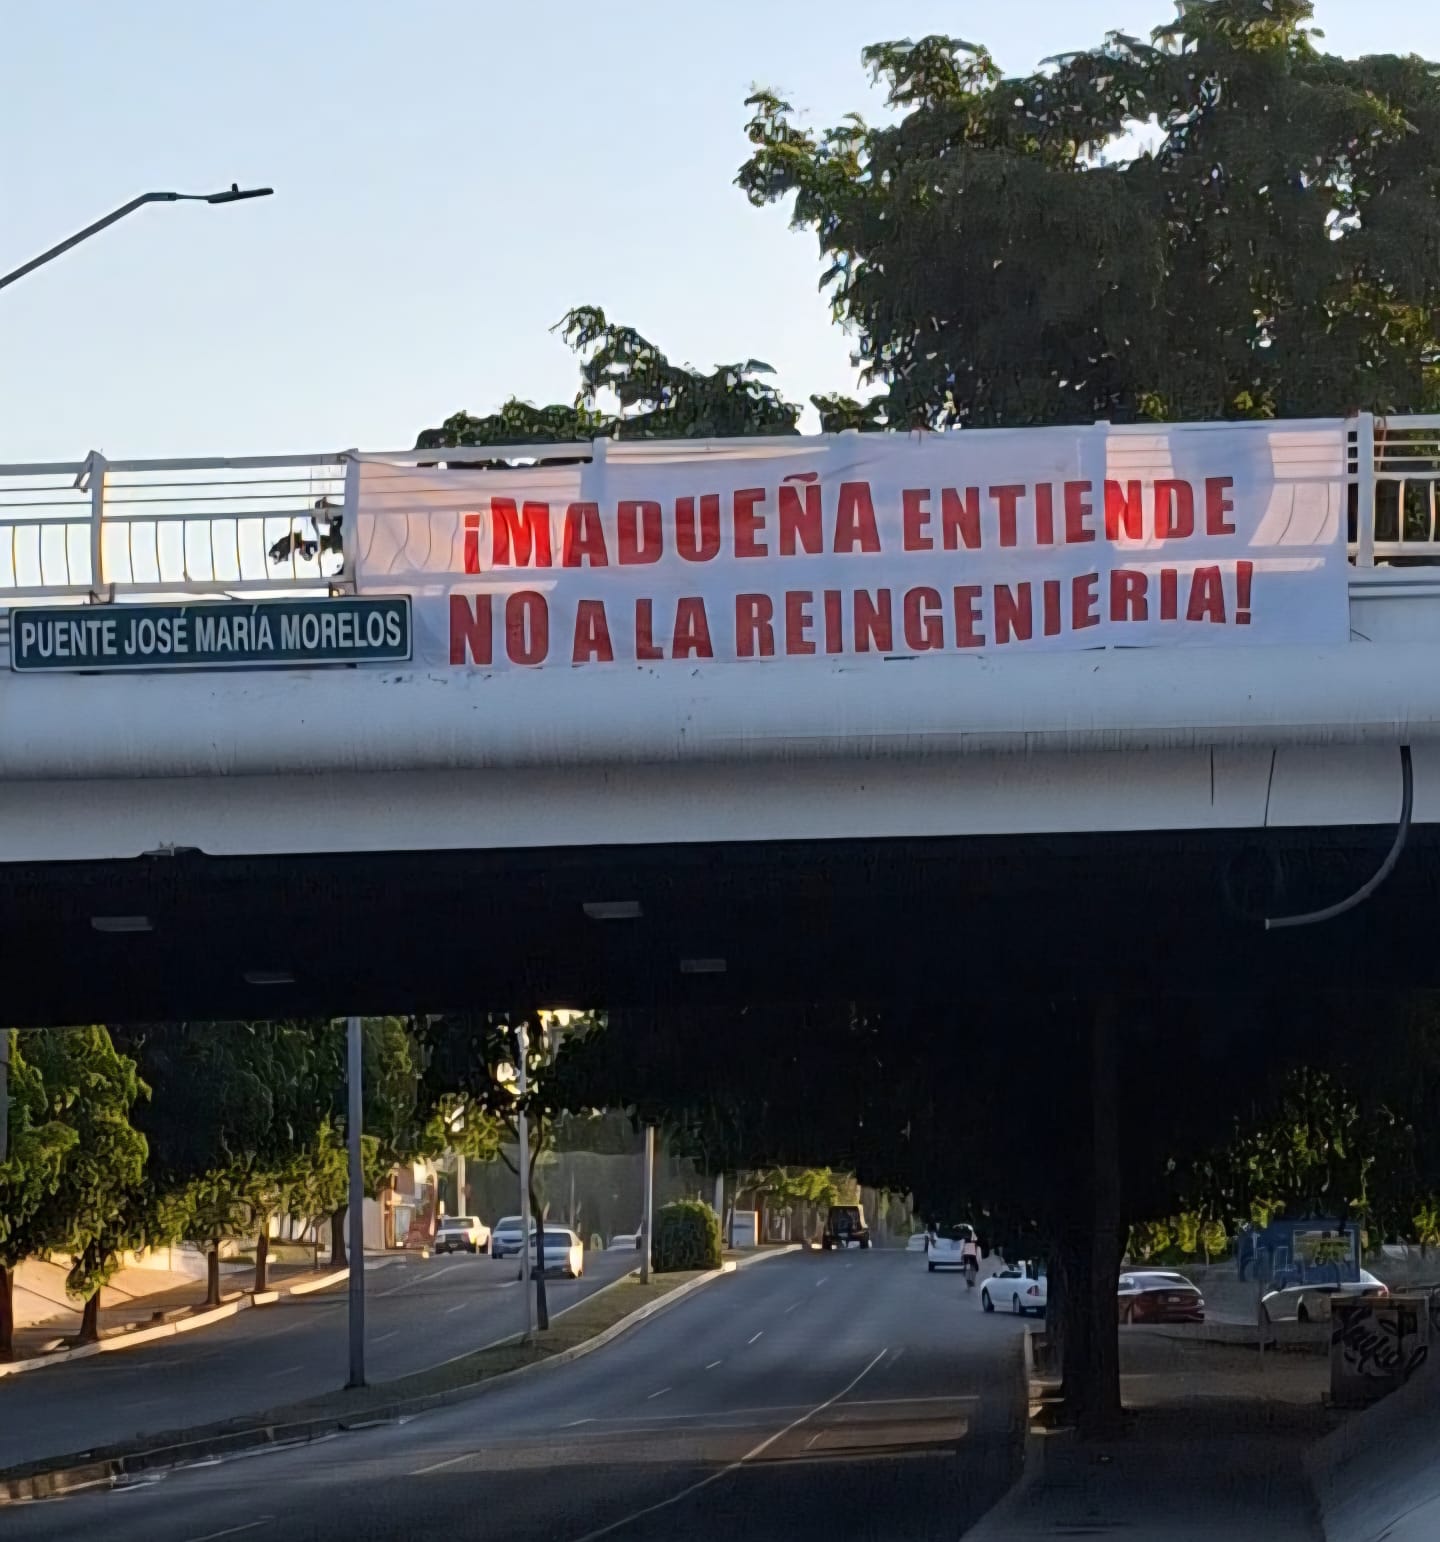 ¡MADUEÑA ENTIENDE
NO A LA REINGENIERIA!
PUENTE JOSÉ MARÍA MORELOS